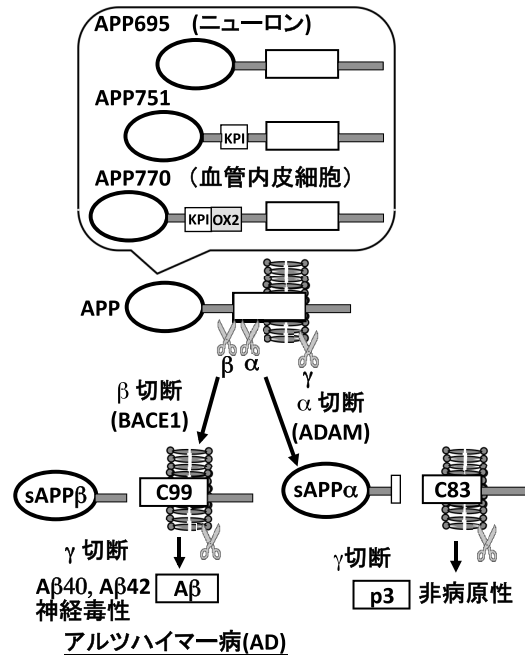 APP695 (ニューロン)
APP751
KPI
APP770 (血管内皮細胞)
KPI OX2
APP
β α γ
β 切断
(BACE1)
α 切断
(ADAM)
sAPPβ
C99
sAPPα
C83
γ 切断
Aβ40, Aβ42
神経毒性
Aβ
γ切断
p3
非病原性
アルツハイマー病(AD)